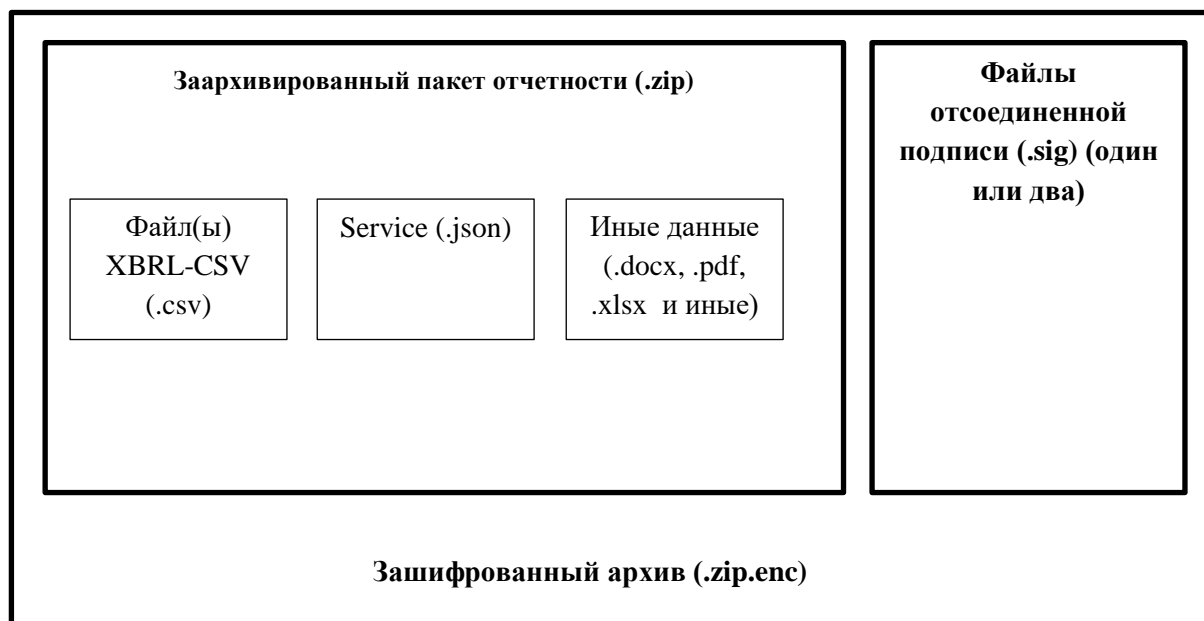 Заархивированный пакет отчетности (.zip)
Файл(ы)
XBRL-CSV
(.csv)
Service (.json)
Иные данные
(.docx, .pdf,
.xlsx и иные)
Файлы
отсоединенной
подписи (.sig) (один
или два)
Зашифрованный архив (.zip.enc)